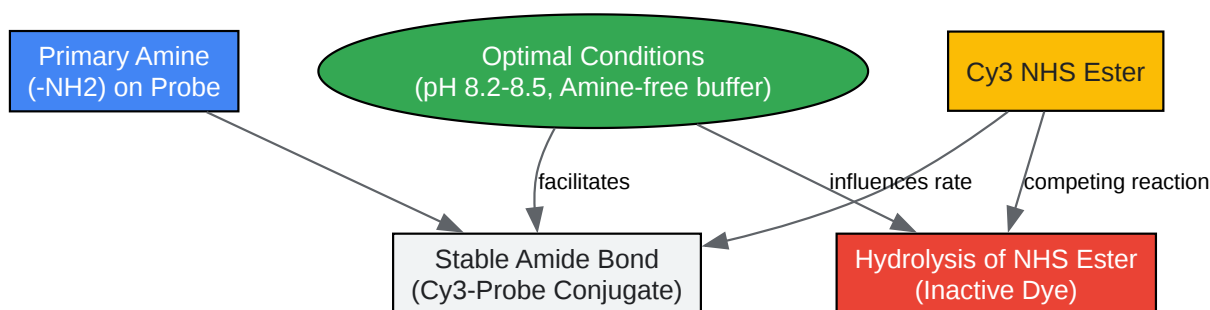 Primary Amine
(-NH2) on Probe
Optimal Conditions
(pH 8.2-8.5, Amine-free buffer)
Cy3 NHS Ester
facilitates
influences rate
competing reaction
Stable Amide Bond
(Cy3-Probe Conjugate)
Hydrolysis of NHS Ester
(Inactive Dye)